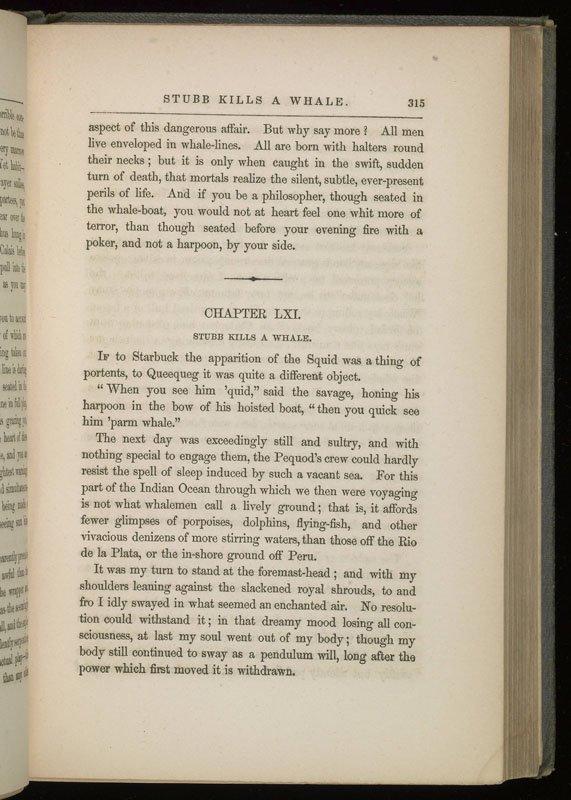 STUBB KILLS A WHALE. 315
aspect of this dangerous affair. But why say more? All men
live enveloped in whale-lines. All are born with halters round
their necks; but it is only when caught in the swift, sudden
turn of death, that mortals realize the silent, subtle, ever-present
perils of life. And if you be a philosopher, though seated in
the whale-boat, you would not at heart feel one whit more of
terror, than though seated before your evening fire with a
poker, and not a harpoon, by your side.
CHAPTER LXI.
STUBB KILLS A WHALE.
IF to Starbuck the apparition of the Squid was a thing of
portents, to Queequeg it was quite a different object.
"When you see him 'quid," said the savage, honing his
harpoon in the bow of his hoisted boat, "then you quick see
him 'parm whale."
The next day was exceedingly still and sultry, and with
nothing special to engage them, the Pequod's crew could hardly
resist the spell of sleep induced by such a vacant sea. For this
part of the Indian Ocean through which we then were voyaging
is not what whalemen call a lively ground; that is, it affords
fewer glimpses of porpoises, dolphins, flying-fish, and other
vivacious denizens of more stirring waters, than those off the Rio
de la Plata, or the in-shore ground off Peru.
It was my turn to stand at the foremast-head; and with my
shoulders leaning against the slackened royal shrouds, to and
fro I idly swayed in what seemed an enchanted air. No resolu-
tion could withstand it; in that dreamy mood losing all con-
sciousness, at last my soul went out of my body; though my
body still continued to sway as a pendulum will, long after the
power which first moved it is withdrawn.